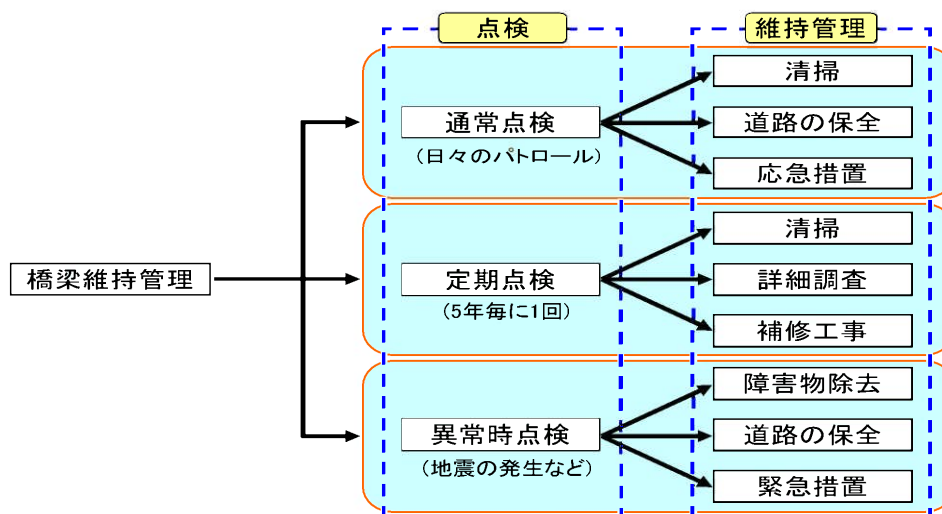 点検
維持管理
橋梁維持管理
通常点検
(日々のパトロール)
清掃
道路の保全
応急措置
定期点検
(5年毎に1回)
清掃
詳細調査
補修工事
異常時点検
(地震の発生など)
障害物除去
道路の保全
緊急措置